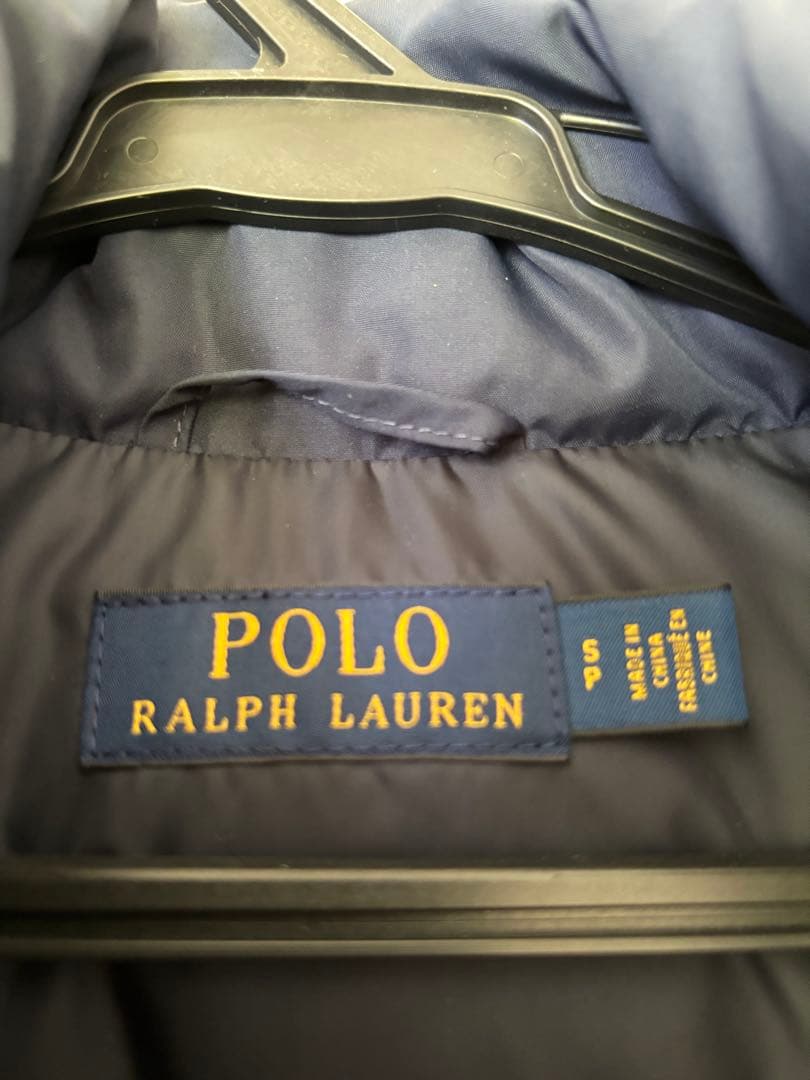 POLO
RALPH LAUREN
S
P
MADE IN
CHINA
FABRIQUÉ EN
CHINE